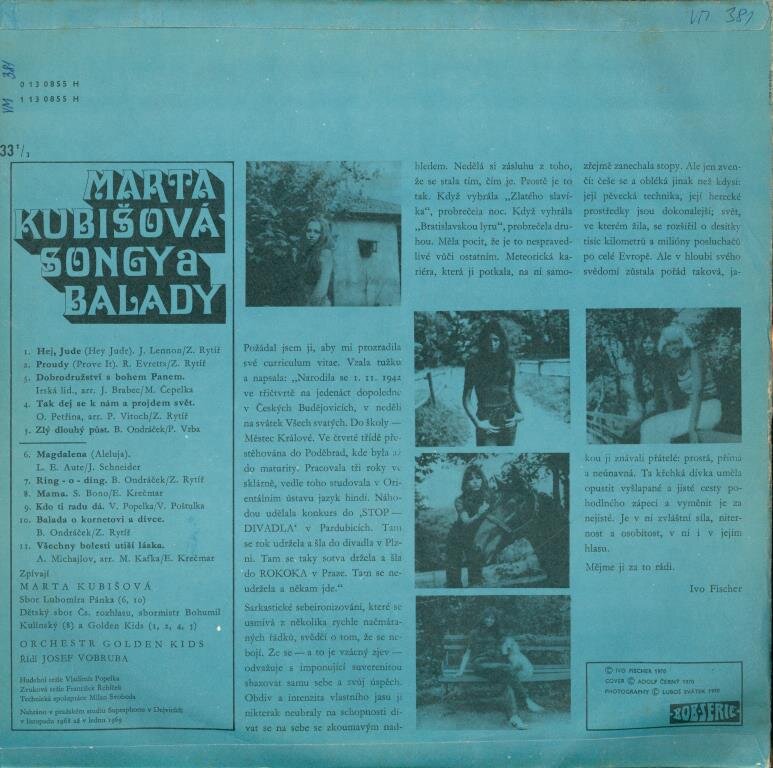 VM 381
VM 381
0 13 0855 H
1 13 0855 H
33 1/3
MARTA
KUBIŠOVÁ
SONGY a
BALADY
1. Hej, Jude (Hey Jude). J. Lennon/Z. Rytíř
2. Proudy (Prove It). R. Evretts/Z. Rytíř
3. Dobrodružství s bohem Panem.
Irská lid., arr. J. Brabec/M. Čepelka
4. Tak dej se k nám a projdem svět.
O. Petřina, arr. P. Vitoch/Z. Rytíř
5. Zlý dlouhý půst. B. Ondráček/P. Vrba
6. Magdalena (Aleluja).
L. E. Aute/J. Schneider
7. Ring - o - ding. B. Ondráček/Z. Rytíř
8. Mama. S. Bono/E. Krečmar
9. Kdo ti radu dá. V. Popelka/V. Poštulka
10. Balada o kornetovi a dívce.
B. Ondráček/Z. Rytíř
11. Všechny bolesti utiší láska.
A. Michajlov, arr. M. Kafka/E. Krečmar
Zpívají
MARTA KUBIŠOVÁ
Sbor Lubomíra Pánka (6, 10)
Dětský sbor Čs. rozhlasu, sbormistr Bohumil
Kulínský (8) a Golden Kids (1, 2, 4, 5)
ORCHESTR GOLDEN KIDS
Řídí JOSEF VOBRUBA
Hudební režie Vladimír Popelka
Zvuková režie František Řebíček
Technická spolupráce Milan Svoboda
Nahráno v pražském studiu Supraphonu v Dejvicích
v listopadu 1968 až v lednu 1969
Požádal jsem ji, aby mi prozradila
své curriculum vitae. Vzala tužku
a napsala: „Narodila se 1. 11. 1942
ve tři čtvrtě na jedenáct dopoledne
v Českých Budějovicích, v neděli
na svátek Všech svatých. Do školy —
Městec Králové. Ve čtvrté třídě pře-
stěhována do Poděbrad, kde byla až
do maturity. Pracovala tři roky ve
sklárně, vedle toho studovala v Ori-
entálním ústavu jazyk hindí. Náho-
dou udělala konkurs do ‚STOP —
DIVADLA‘ v Pardubicích. Tam
se rok udržela a šla do divadla v Plz-
ni. Tam se taky sotva držela a šla
do ROKOKA v Praze. Tam se ne-
udržela a někam jde.“
Sarkastické sebeironizování, které se
usmívá z několika rychle načmára-
ných řádků, svědčí o tom, že se ne-
bojí. Že se — a to je vzácný zjev —
odvažuje s imponující suverenitou
shazovat samu sebe a svůj úspěch.
Obdiv a intenzita vlastního jasu jí
nikterak neubraly na schopnosti dí-
vat se na sebe se zkoumavým nad-
hledem. Nedělá si zásluhu z toho,
že se stala tím, čím je. Prostě je to
tak. Když vyhrála „Zlatého slaví-
ka“, probrečela noc. Když vyhrála
„Bratislavskou lyru“, probrečela dru-
hou. Měla pocit, že je to nespraved-
livé vůči ostatním. Meteorická ka-
riéra, která ji potkala, na ní samo-
zřejmě zanechala stopy. Ale jen zven-
čí: češe se a obléká jinak než kdysi:
její pěvecká technika, její herecké
prostředky jsou dokonalejší; svět,
ve kterém žila, se rozšířil o desítky
tisíc kilometrů a milióny posluchačů
po celé Evropě. Ale v hloubi svého
svědomí zůstala pořád taková, ja-
kou ji znávali přátelé: prostá, přímá
a neúnavná. Ta křehká dívka uměla
opustit vyšlapané a jisté cesty po-
hodlného zápecí a vyměnit je za
nejisté. Je v ní zvláštní síla, niter-
nost a osobitost, v ní i v jejím
hlasu.
Mějme ji za to rádi.
Ivo Fischer
© IVO FISCHER 1970
COVER © ADOLF ČERNÝ 1970
PHOTOGRAPHY © LUBOŠ SVÁTEK 1970
BOB-SERIE